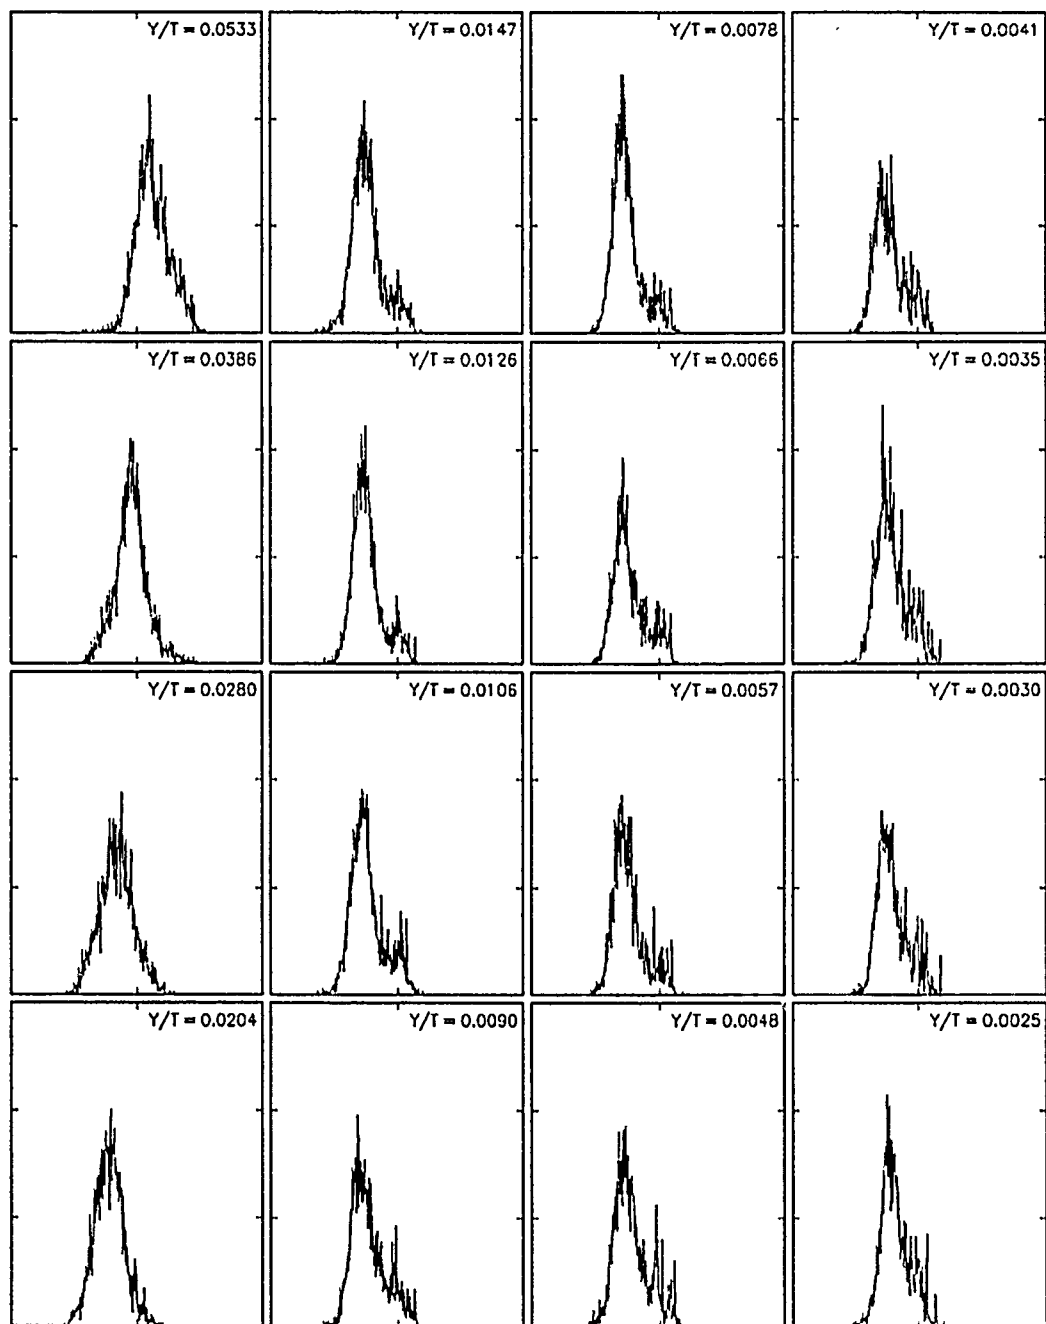 Y/T = 0.0533
Y/T = 0.0147
Y/T = 0.0078
Y/T = 0.0041
Y/T = 0.0386
Y/T = 0.0126
Y/T = 0.0066
Y/T = 0.0035
Y/T = 0.0280
Y/T = 0.0106
Y/T = 0.0057
Y/T = 0.0030
Y/T = 0.0204
Y/T = 0.0090
Y/T = 0.0048
Y/T = 0.0025